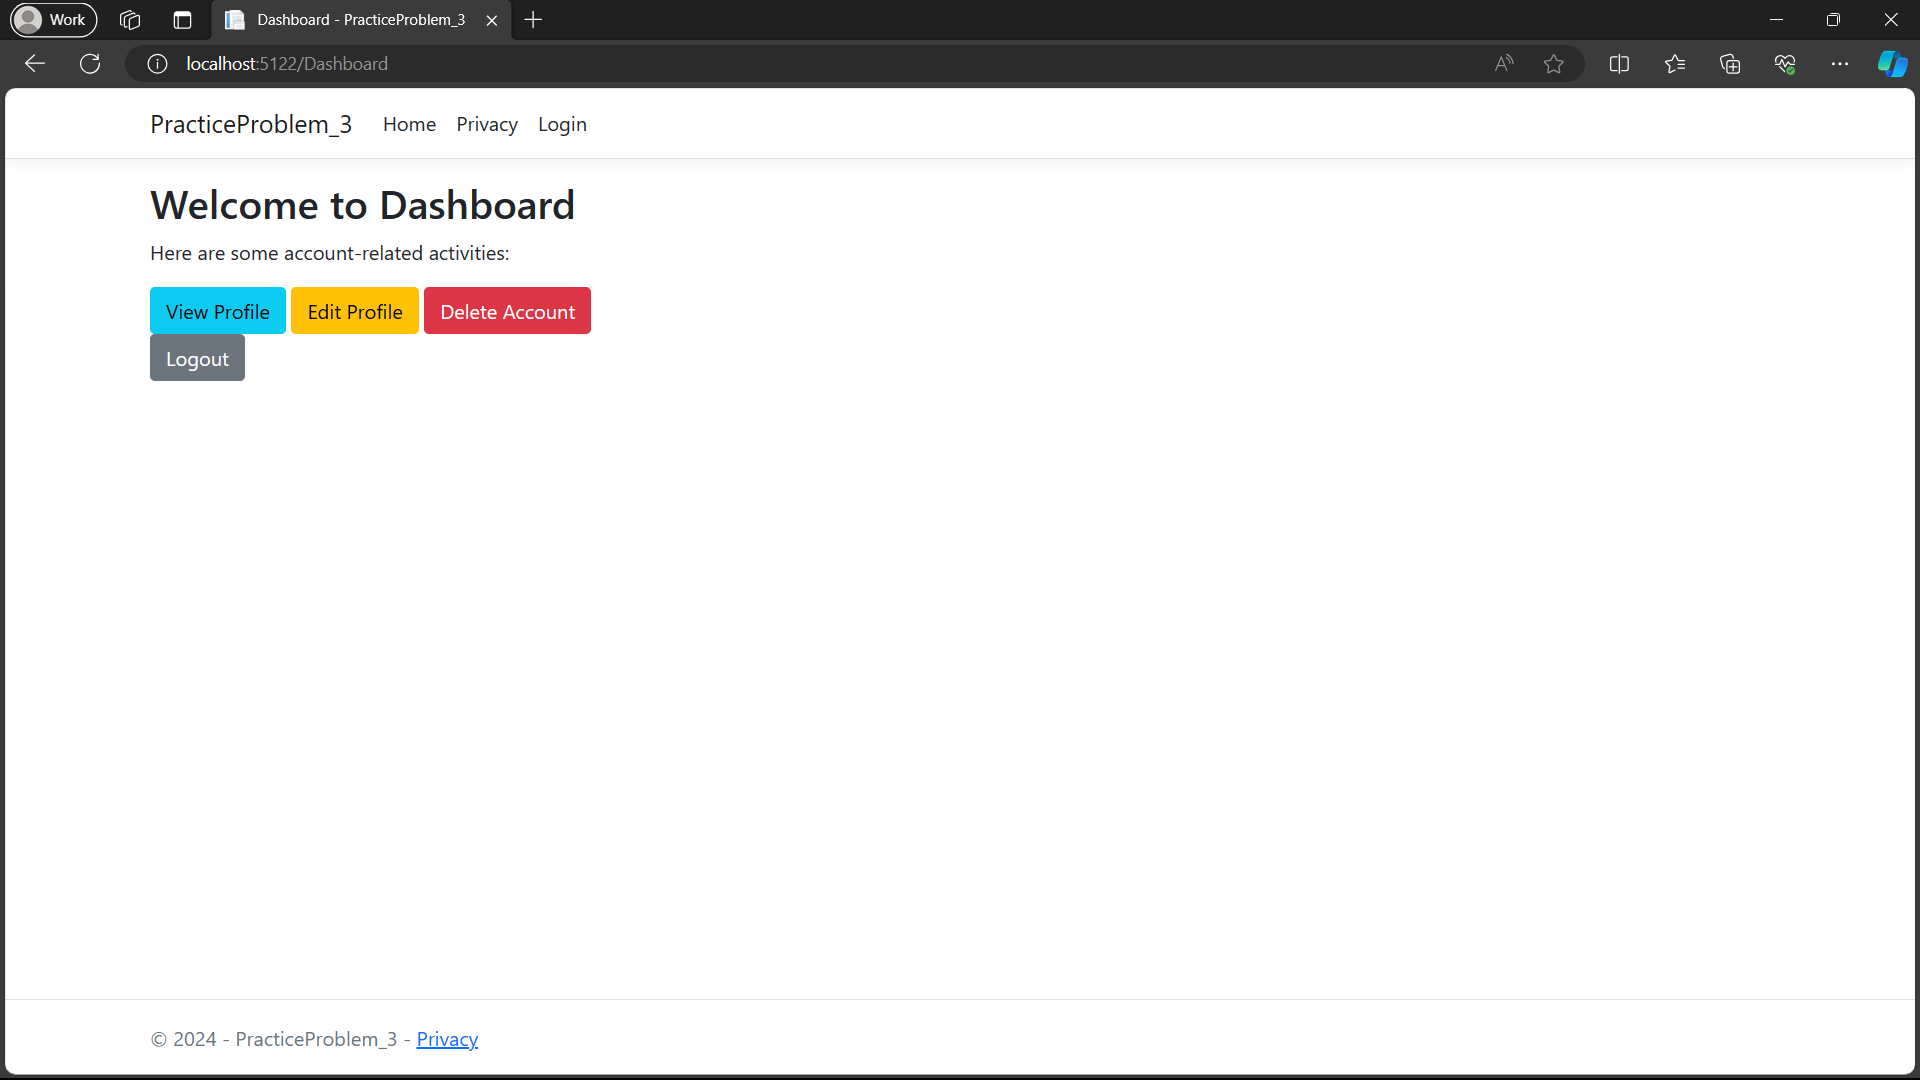 Work
Dashboard - PracticeProblem_3
localhost:5122/Dashboard
PracticeProblem_3 Home Privacy Login
Welcome to Dashboard
Here are some account-related activities:
View Profile Edit Profile Delete Account
Logout
© 2024 - PracticeProblem_3 - Privacy